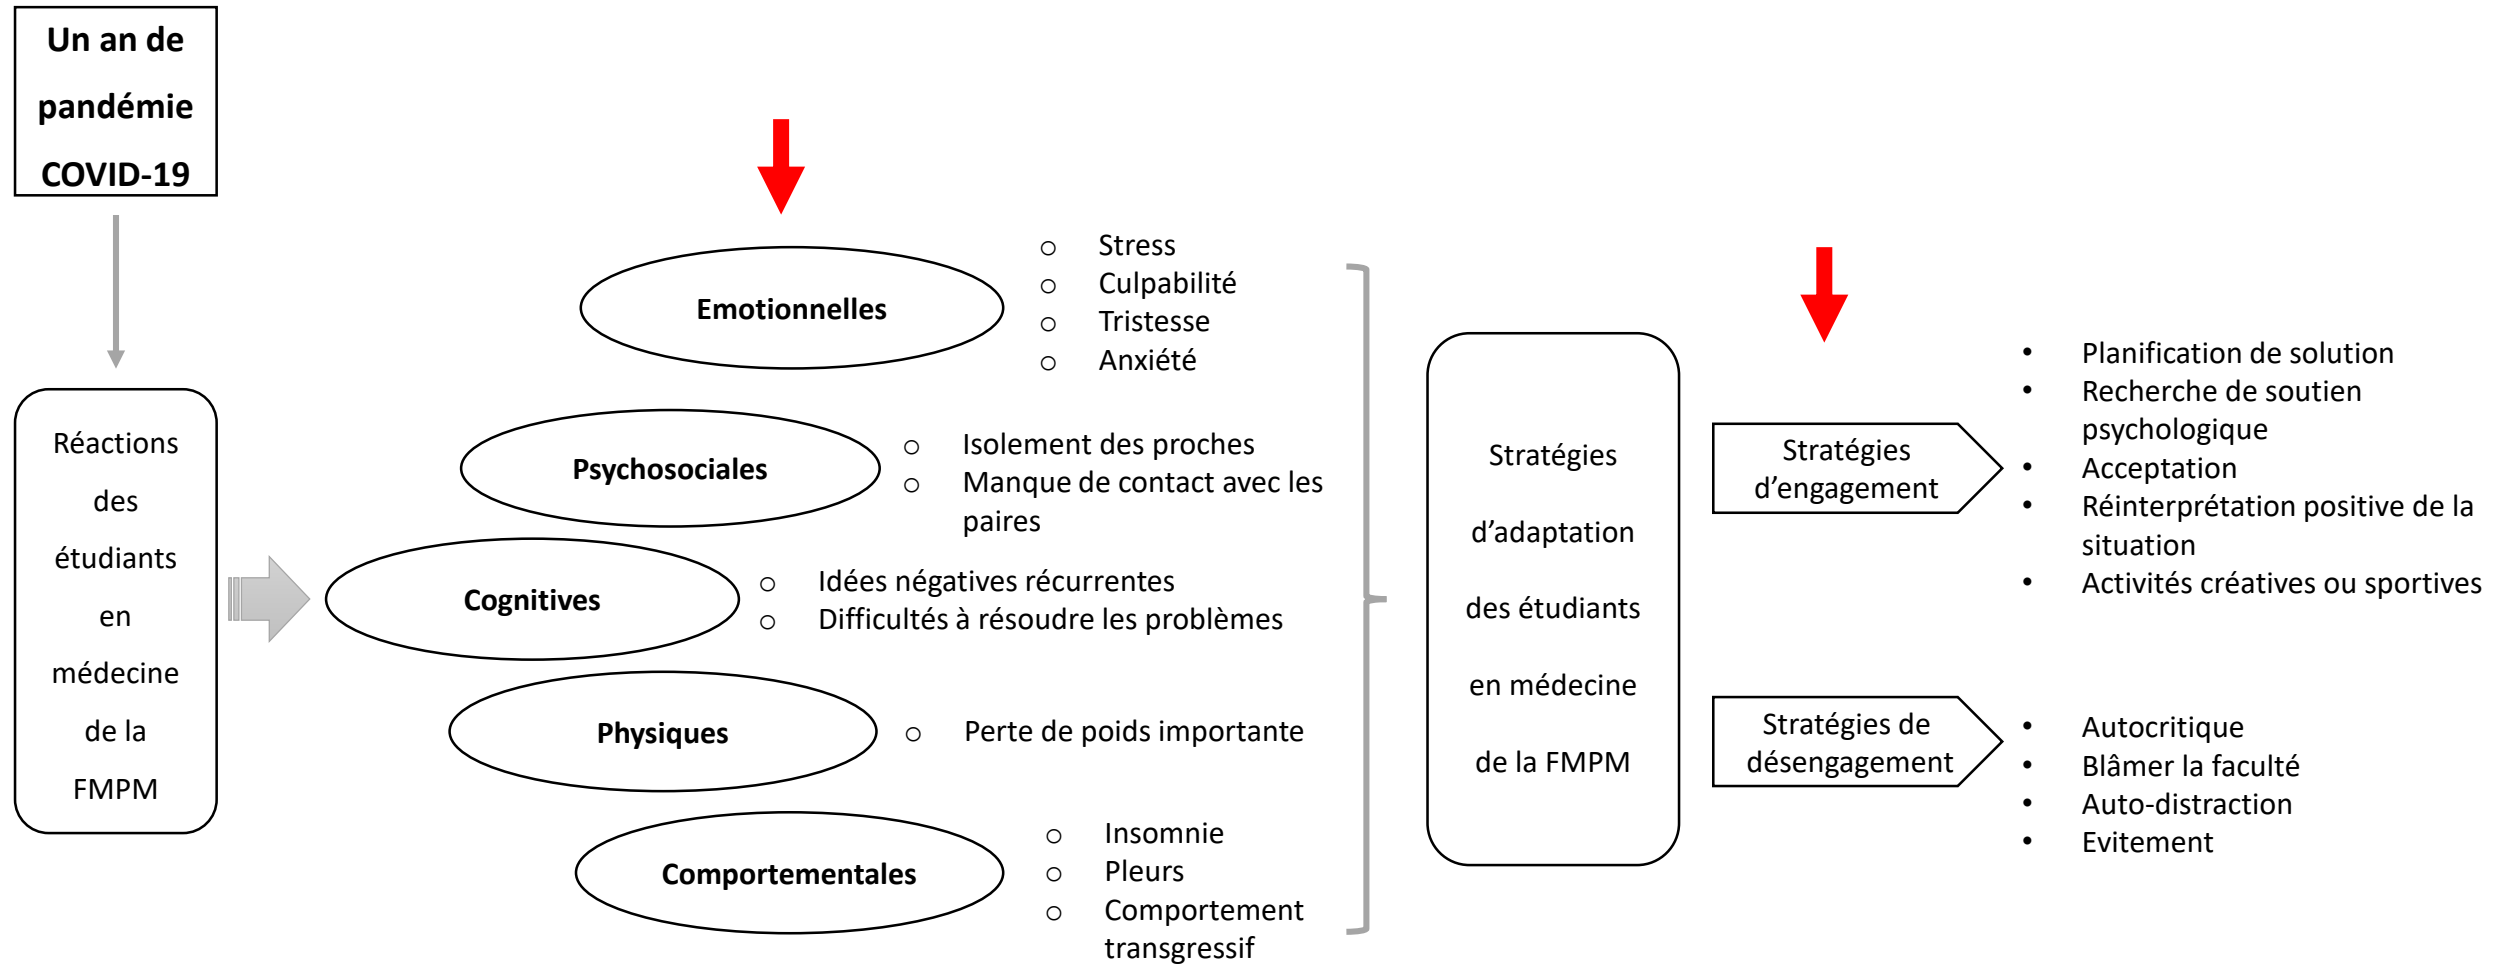 Un an de
pandémie
COVID-19
Réactions
des
étudiants
en
médecine
de la
FMPM
Emotionnelles
Stress
Culpabilité
Tristesse
Anxiété
Psychosociales
Isolement des proches
Manque de contact avec les
paires
Cognitives
Idées négatives récurrentes
Difficultés à résoudre les problèmes
Physiques
Perte de poids importante
Comportementales
Insomnie
Pleurs
Comportement
transgressif
Stratégies
d’adaptation
des étudiants
en médecine
de la FMPM
Stratégies
d’engagement
Planification de solution
Recherche de soutien
psychologique
Acceptation
Réinterprétation positive de la
situation
Activités créatives ou sportives
Stratégies de
désengagement
Autocritique
Blâmer la faculté
Auto-distraction
Evitement